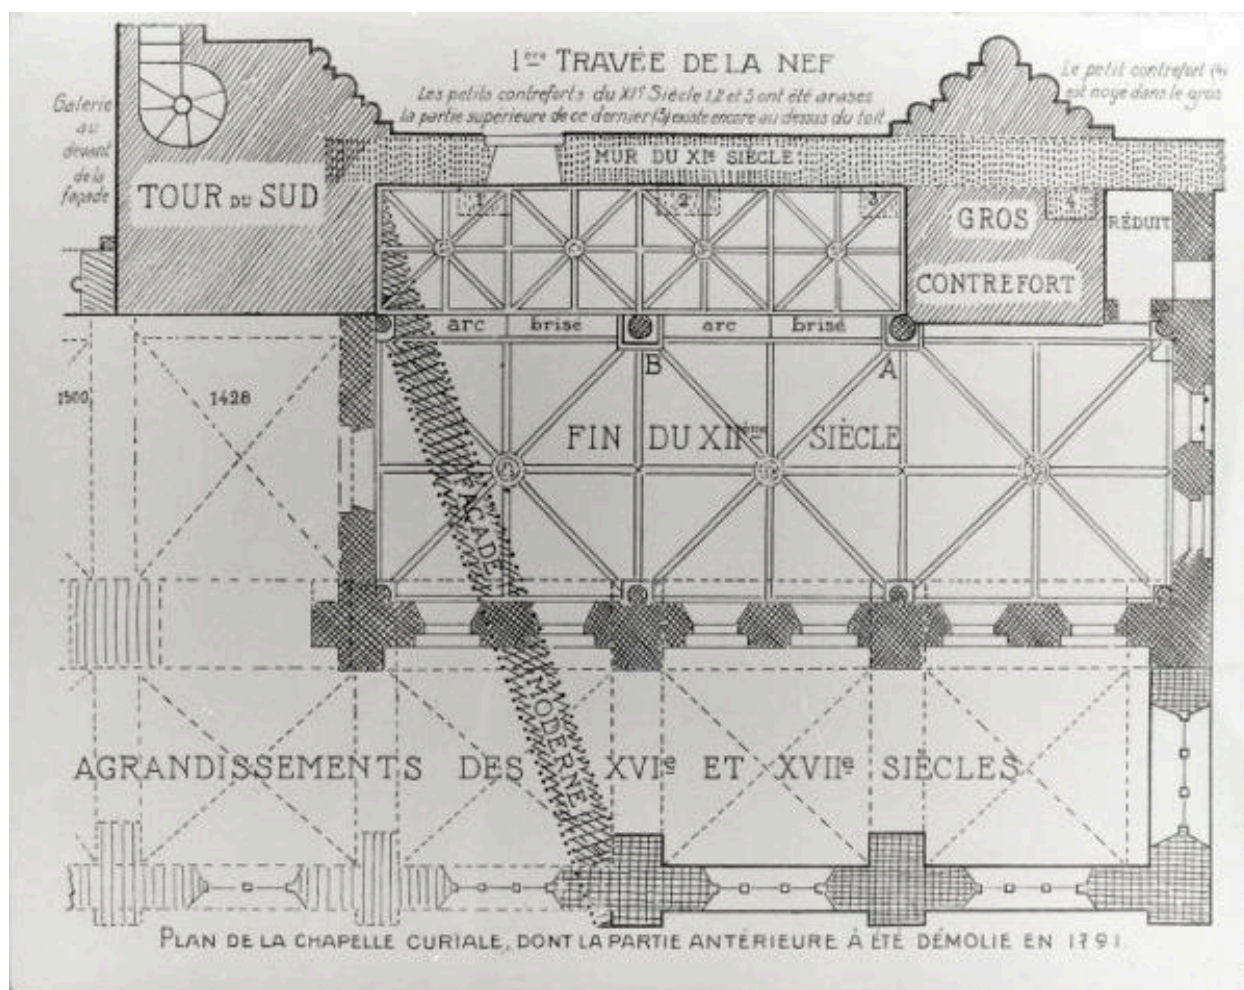 1ère TRAVÉE DE LA NEF
Les petits contreforts du XIe Siècle 1, 2 et 3 ont été arasés
la partie supérieure de ce dernier (3) existe encore au dessus du toit
Le petit contrefort (4)
est noyé dans le gros
Galerie
au
devant
de la
façade
MUR DU XIe SIÈCLE
TOUR DU SUD
1
2
3
4
GROS
CONTREFORT
RÉDUIT
arc brisé
arc brisé
B
A
1500
1428
FIN DU XIIème SIÈCLE
FAÇADE
MODERNE
AGRANDISSEMENTS DES XVIe ET XVIIe SIÈCLES
PLAN DE LA CHAPELLE CURIALE, DONT LA PARTIE ANTÉRIEURE À ÉTÉ DÉMOLIE EN 1791